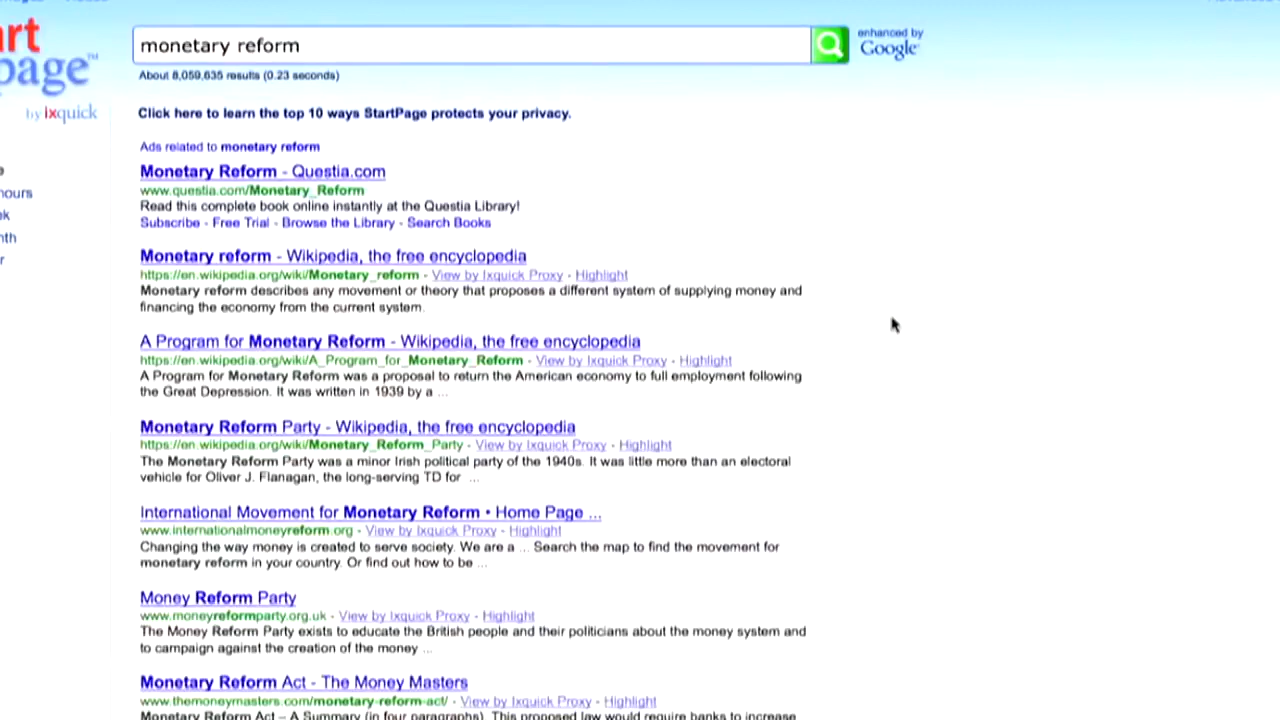 art
page™
by Ixquick
monetary reform
enhanced by
Google
About 8,059,635 results (0.23 seconds)
Click here to learn the top 10 ways StartPage protects your privacy.
Ads related to monetary reform
Monetary Reform - Questia.com
www.questia.com/Monetary_Reform
Read this complete book online instantly at the Questia Library!
Subscribe - Free Trial - Browse the Library - Search Books
hours
Monetary reform - Wikipedia, the free encyclopedia
https://en.wikipedia.org/wiki/Monetary_reform - View by Ixquick Proxy - Highlight
Monetary reform describes any movement or theory that proposes a different system of supplying money and
financing the economy from the current system.
A Program for Monetary Reform - Wikipedia, the free encyclopedia
https://en.wikipedia.org/wiki/A_Program_for_Monetary_Reform - View by Ixquick Proxy - Highlight
A Program for Monetary Reform was a proposal to return the American economy to full employment following
the Great Depression. It was written in 1939 by a ...
Monetary Reform Party - Wikipedia, the free encyclopedia
https://en.wikipedia.org/wiki/Monetary_Reform_Party - View by Ixquick Proxy - Highlight
The Monetary Reform Party was a minor Irish political party of the 1940s. It was little more than an electoral
vehicle for Oliver J. Flanagan, the long-serving TD for ...
International Movement for Monetary Reform • Home Page ...
www.internationalmoneyreform.org - View by Ixquick Proxy - Highlight
Changing the way money is created to serve society. We are a ... Search the map to find the movement for
monetary reform in your country. Or find out how to be ...
Money Reform Party
www.moneyreformparty.org.uk - View by Ixquick Proxy - Highlight
The Money Reform Party exists to educate the British people and their politicians about the money system and
to campaign against the creation of the money ...
Monetary Reform Act - The Money Masters
www.themoneymasters.com/monetary-reform-act/ - View by Ixquick Proxy - Highlight
Monetary Reform Act – A Summary (in four paragraphs). This proposed law would require banks to increase